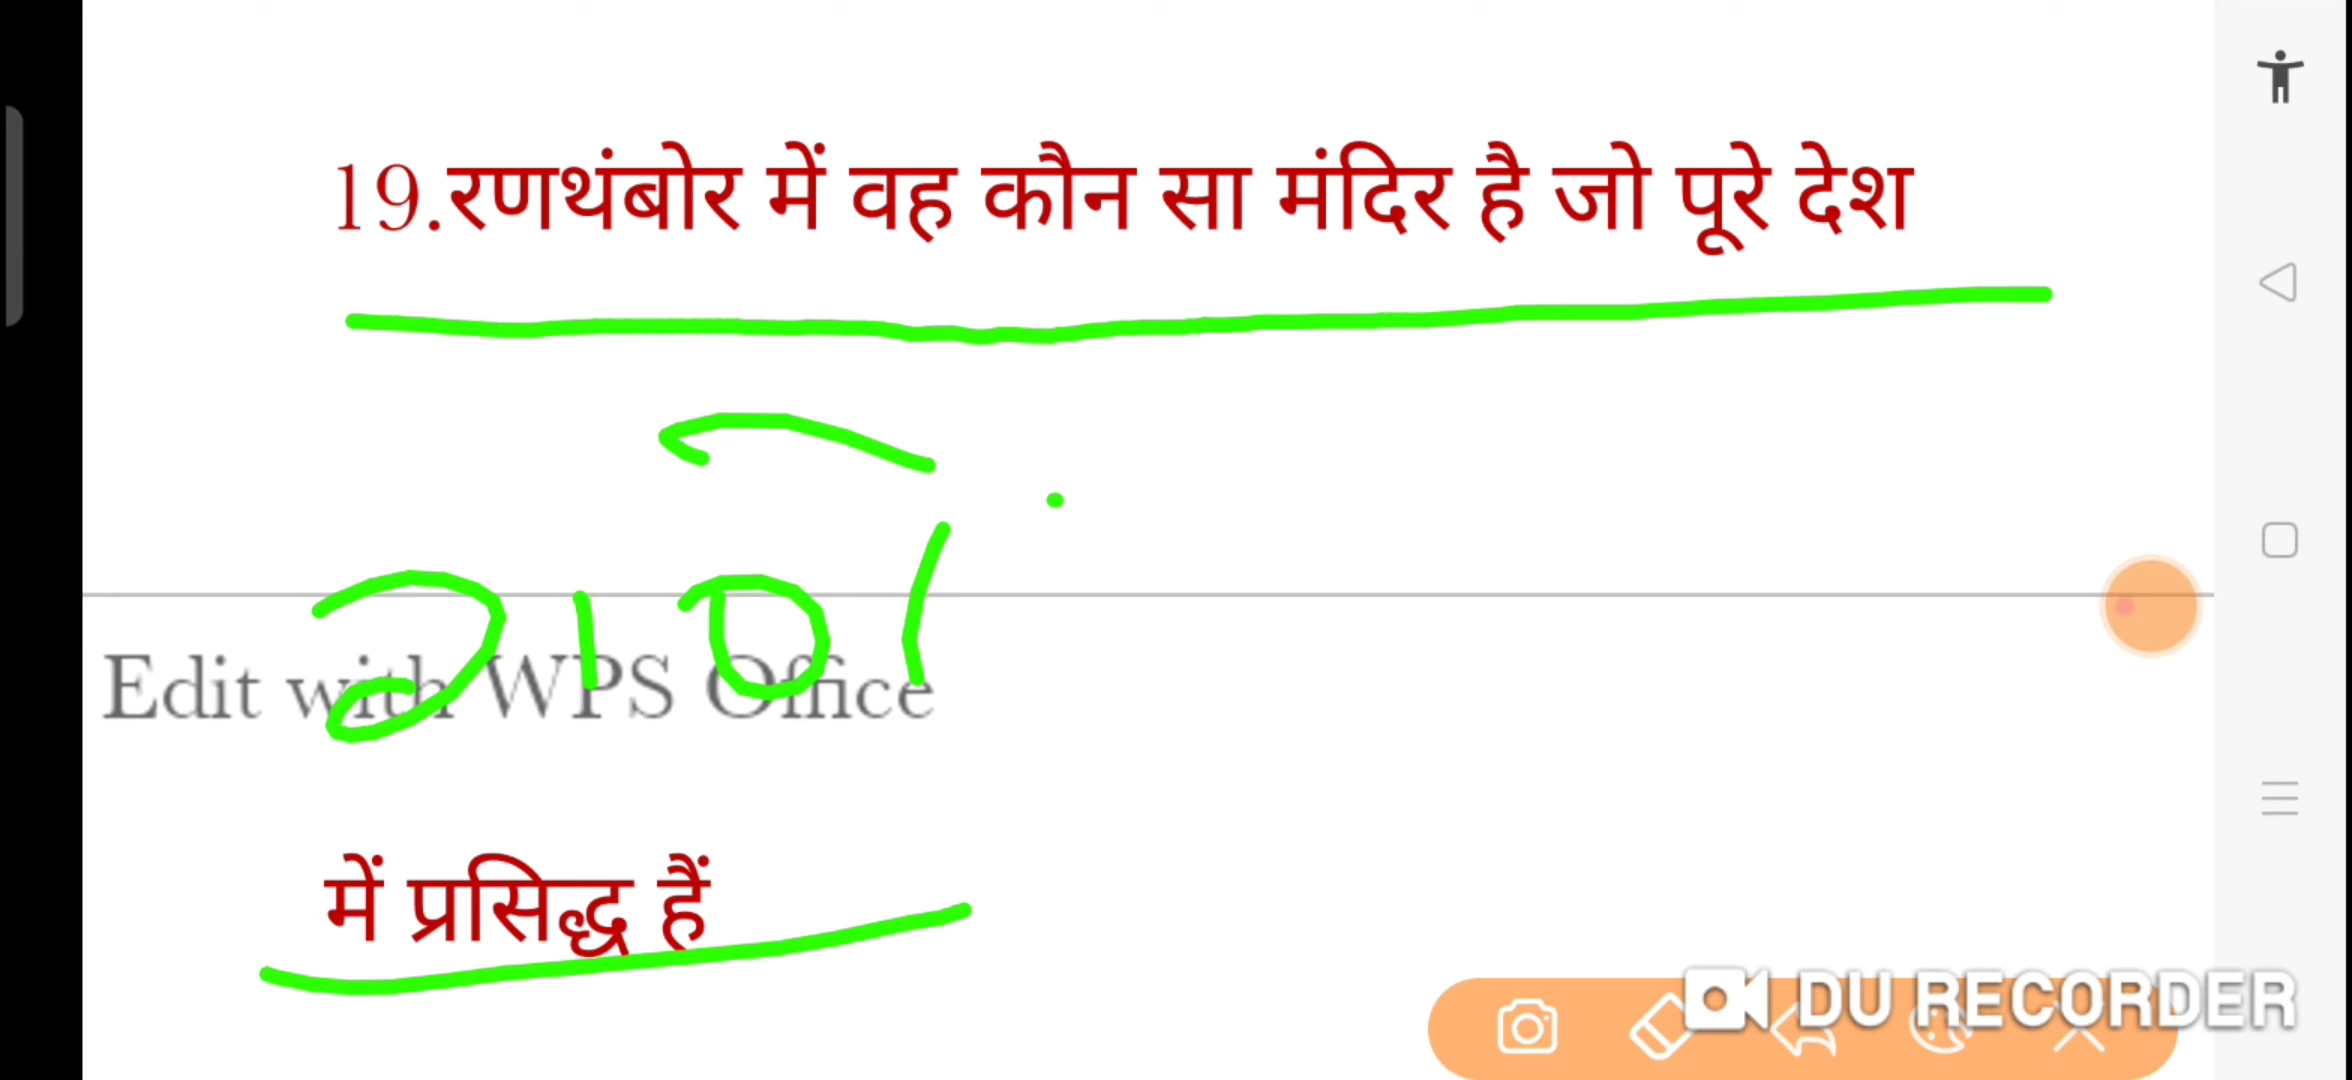 19.रणथंबोर में वह कौन सा मंदिर है जो पूरे देश
Edit with WPS Office
में प्रसिद्ध हैं
DU RECORDER